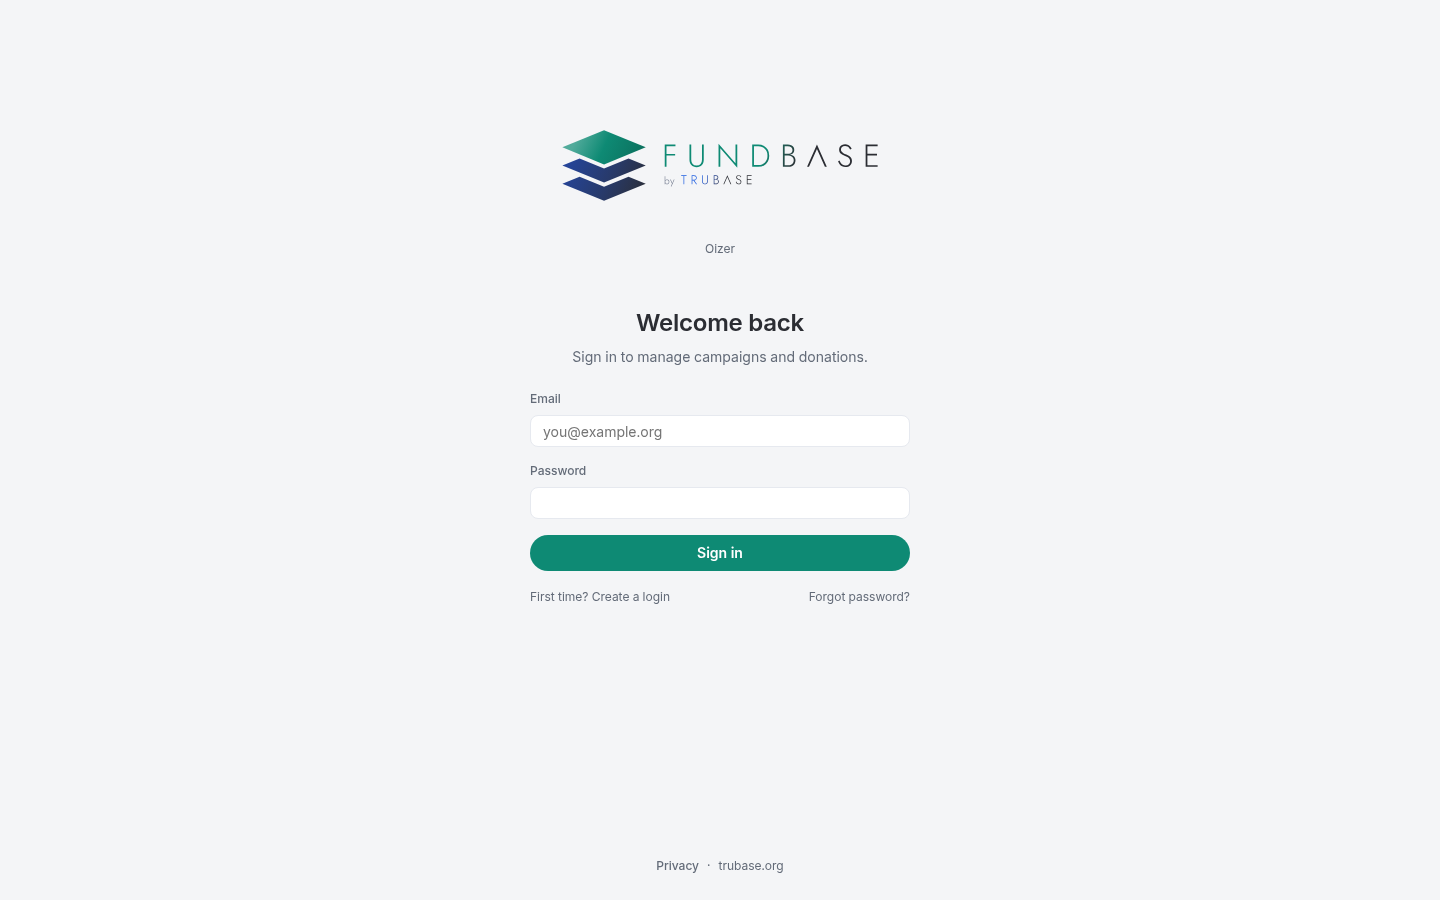 FUNDBASE
by TRUBASE
Oizer
Welcome back
Sign in to manage campaigns and donations.
Email
you@example.org
Password
Sign in
First time? Create a login
Forgot password?
Privacy · trubase.org